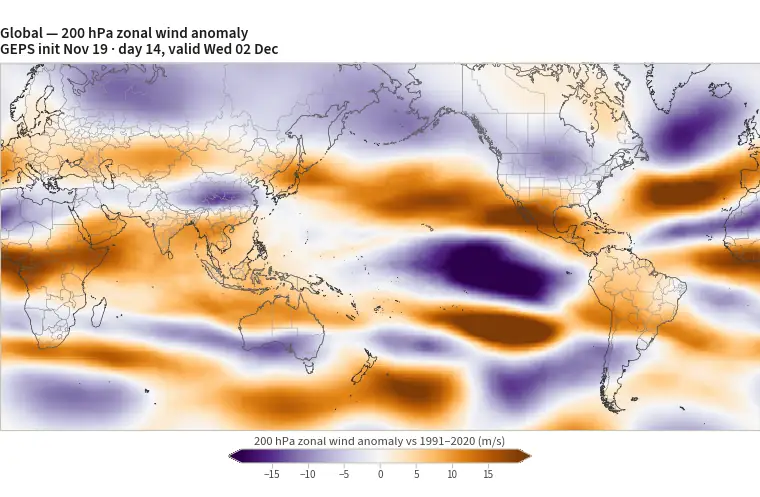 Global — 200 hPa zonal wind anomaly
GEPS init Nov 19 · day 14, valid Wed 02 Dec
200 hPa zonal wind anomaly vs 1991–2020 (m/s)
−15 −10 −5 0 5 10 15